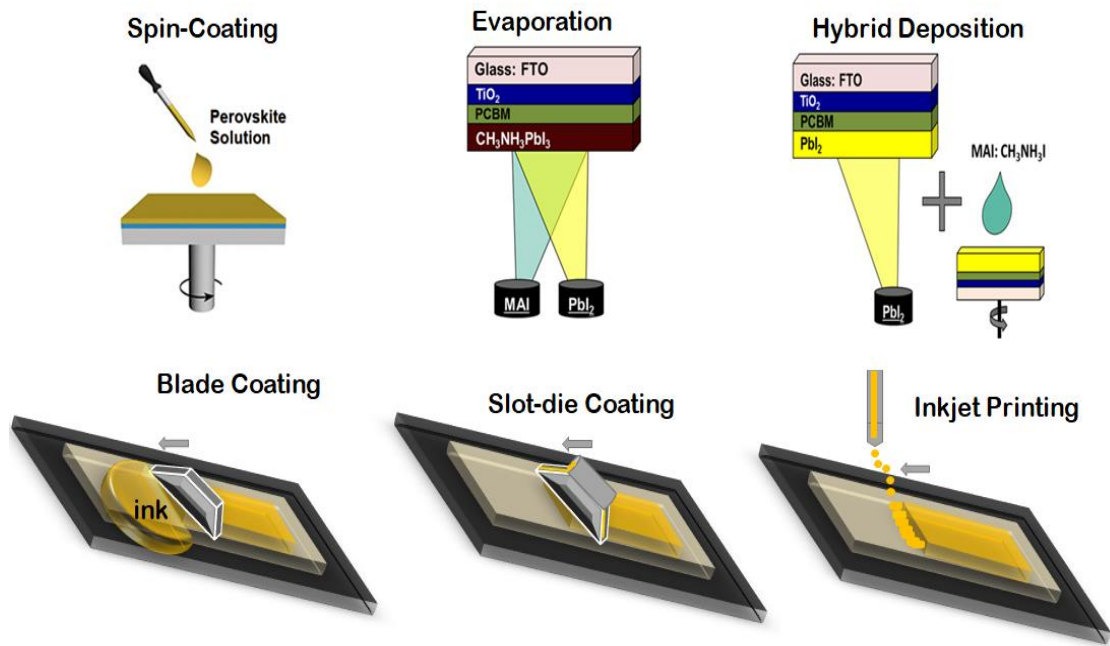 Spin-Coating
Perovskite
Solution
Evaporation
Glass: FTO
TiO₂
PCBM
CH₃NH₃PbI₃
MAI
PbI₂
Hybrid Deposition
Glass: FTO
TiO₂
PCBM
PbI₂
MAI: CH₃NH₃I
PbI₂
Blade Coating
ink
Slot-die Coating
Inkjet Printing